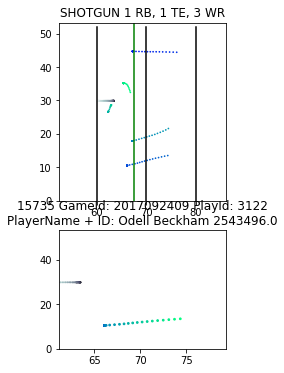 SHOTGUN 1 RB, 1 TE, 3 WR
50
40
30
20
10
0
60 70 80
15735 GameId: 2017092409 PlayId: 3122
PlayerName + ID: Odell Beckham 2543496.0
40
20
0
65 70 75